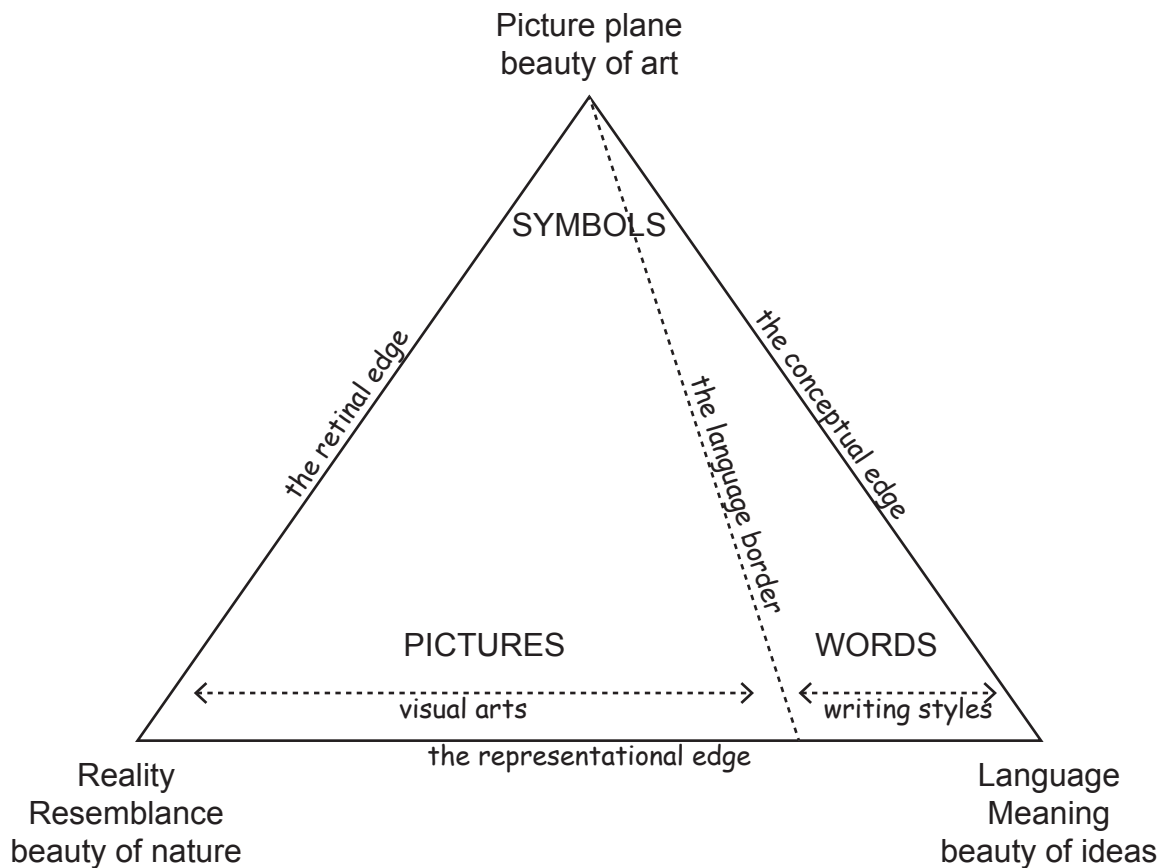 Picture plane
beauty of art
SYMBOLS
the retinal edge
the conceptual edge
the language border
PICTURES
WORDS
visual arts
writing styles
the representational edge
Reality
Resemblance
beauty of nature
Language
Meaning
beauty of ideas